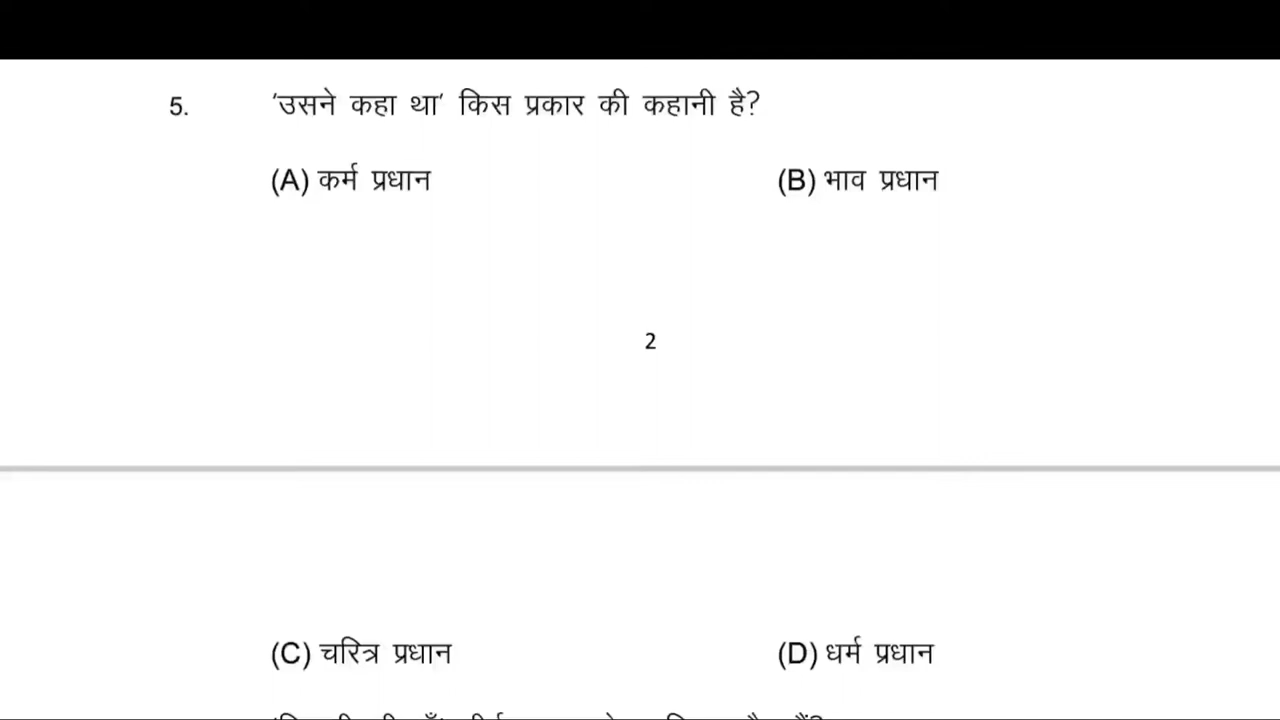 5. 'उसने कहा था' किस प्रकार की कहानी है?
(A) कर्म प्रधान (B) भाव प्रधान
2
(C) चरित्र प्रधान (D) धर्म प्रधान